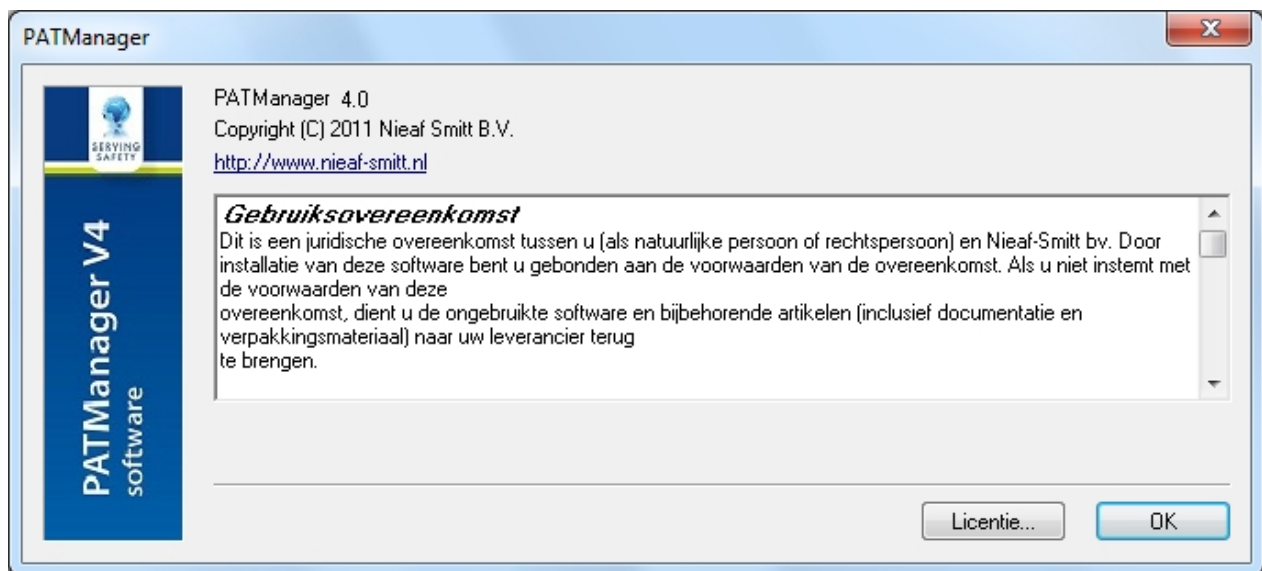 PATManager
SERVING
SAFETY
PATManager V4
software
PATManager 4.0
Copyright (C) 2011 Nieaf Smitt B.V.
http://www.nieaf-smitt.nl
Gebruiksovereenkomst
Dit is een juridische overeenkomst tussen u (als natuurlijke persoon of rechtspersoon) en Nieaf-Smitt bv. Door
installatie van deze software bent u gebonden aan de voorwaarden van de overeenkomst. Als u niet instemt met
de voorwaarden van deze
overeenkomst, dient u de ongebruikte software en bijbehorende artikelen (inclusief documentatie en
verpakkingsmateriaal) naar uw leverancier terug
te brengen.
Licentie...
OK